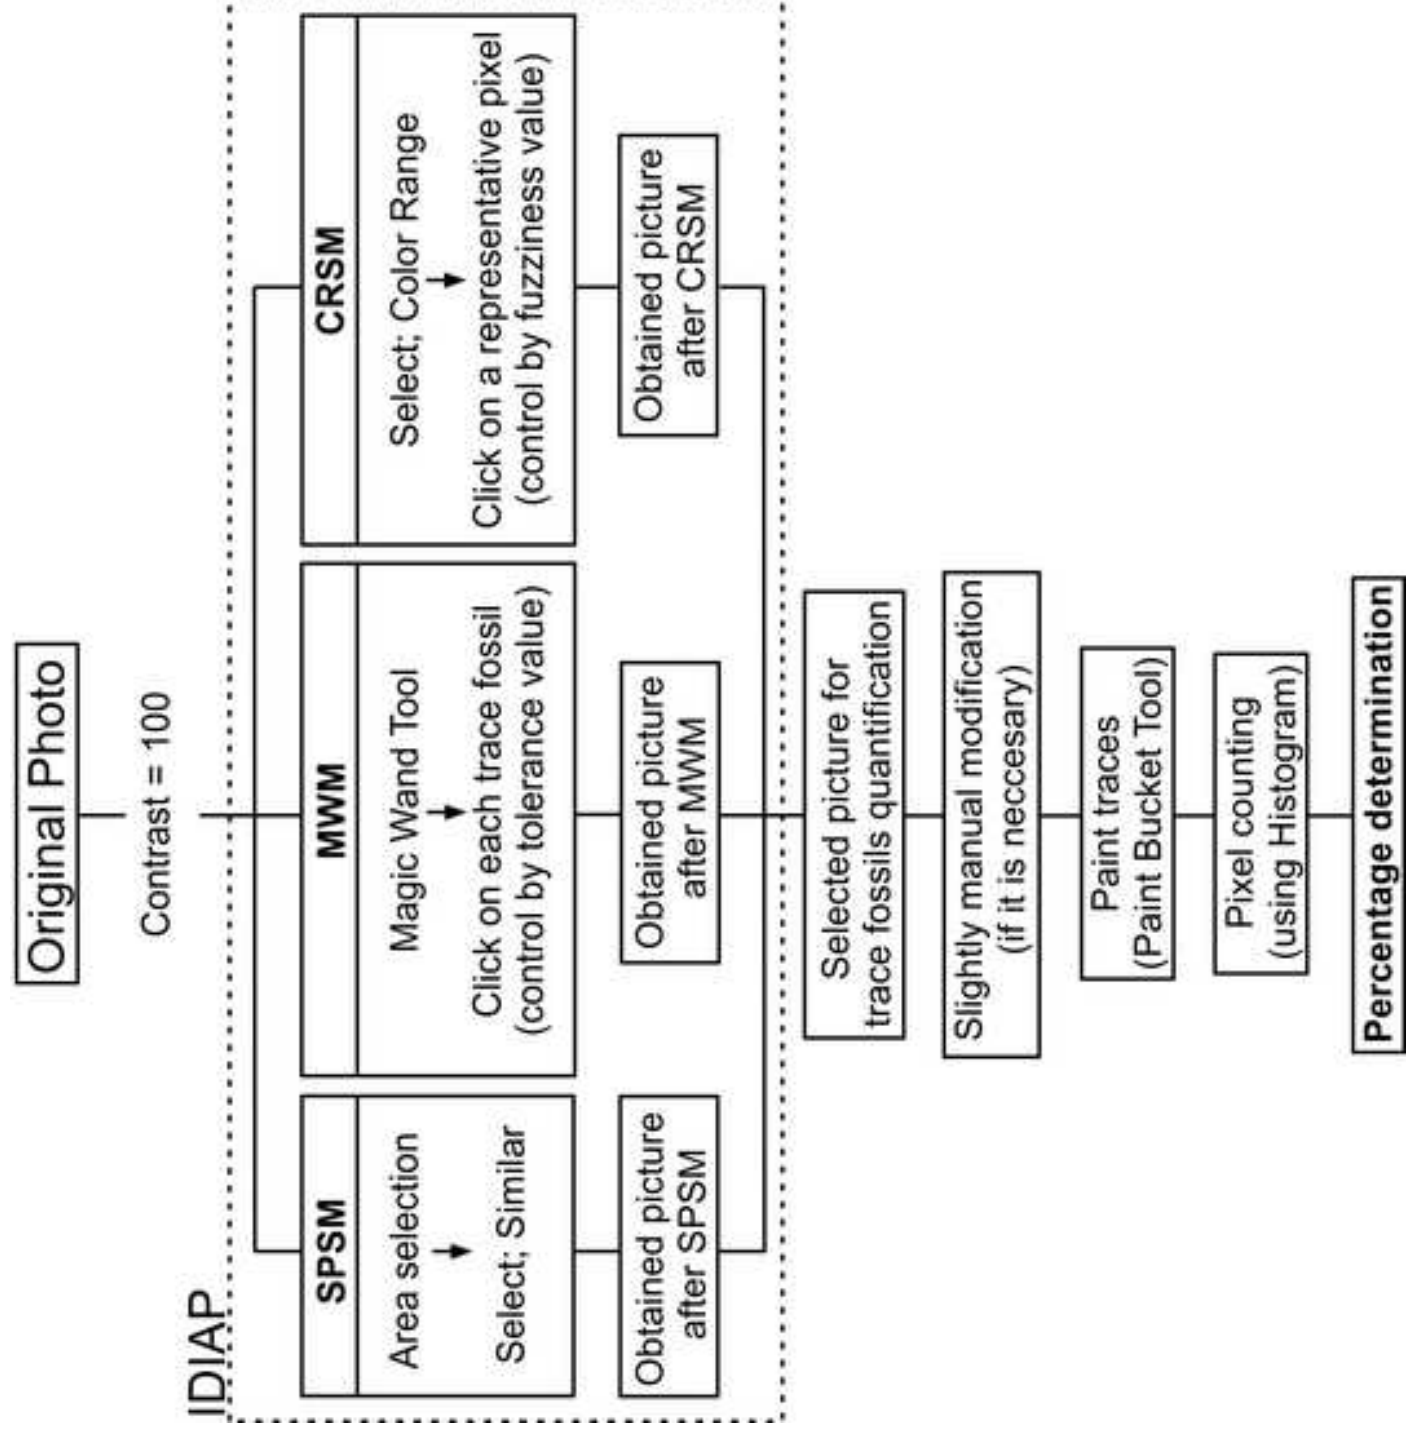 Original Photo
Contrast = 100
IDIAP
SPSM
Area selection
Select; Similar
Obtained picture
after SPSM
MWM
Magic Wand Tool
Click on each trace fossil
(control by tolerance value)
Obtained picture
after MWM
CRSM
Select; Color Range
Click on a representative pixel
(control by fuzziness value)
Obtained picture
after CRSM
Selected picture for
trace fossils quantification
Slightly manual modification
(if it is neccesary)
Paint traces
(Paint Bucket Tool)
Pixel counting
(using Histogram)
Percentage determination